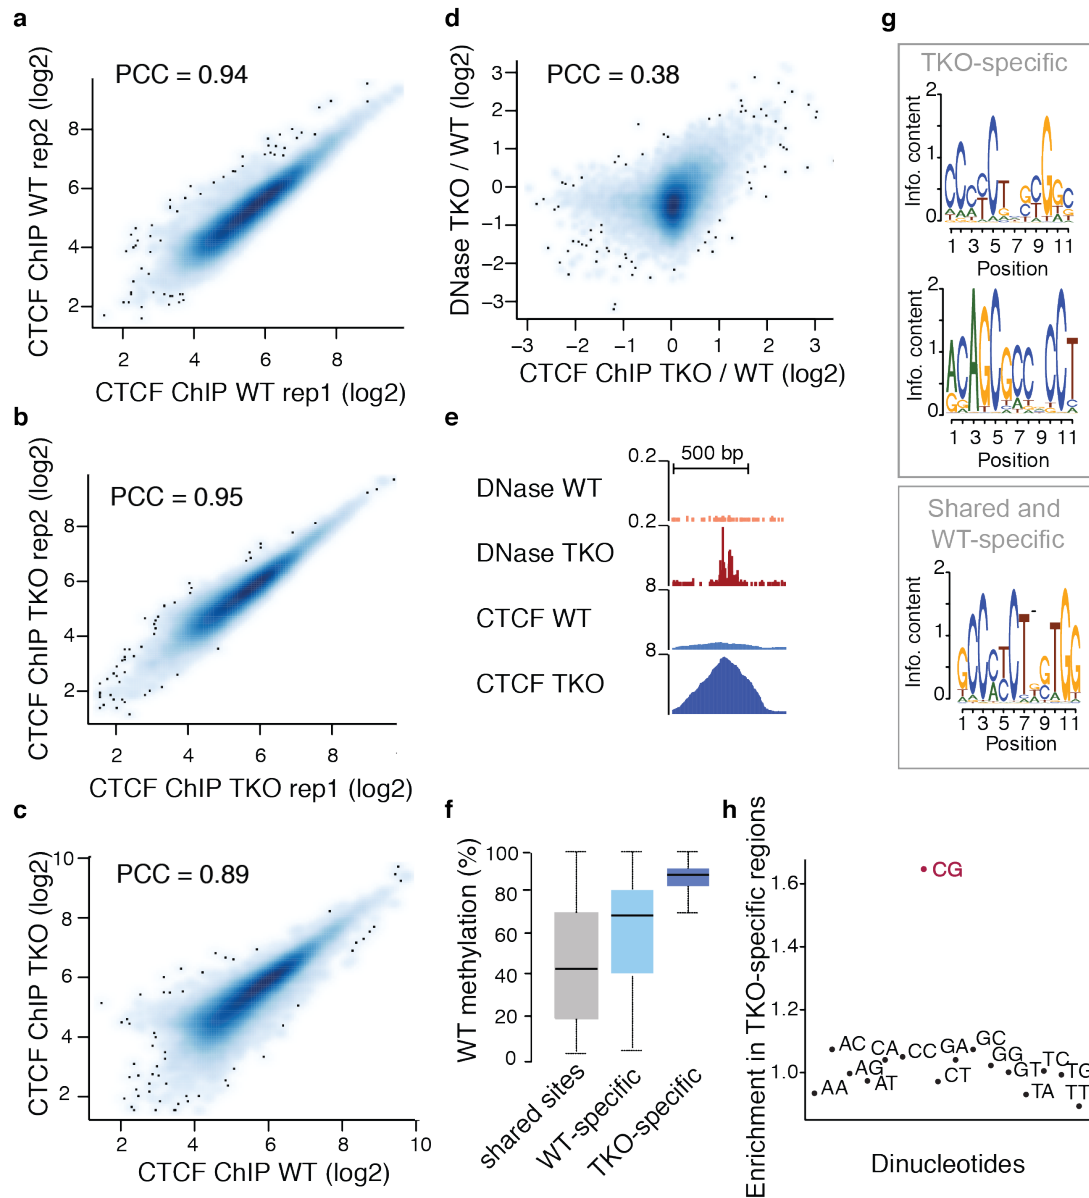 a
PCC = 0.94
CTCF ChIP WT rep2 (log2)
8
6
4
2
2 4 6 8
CTCF ChIP WT rep1 (log2)
b
PCC = 0.95
CTCF ChIP TKO rep2 (log2)
8
6
4
2
2 4 6 8
CTCF ChIP TKO rep1 (log2)
c
PCC = 0.89
CTCF ChIP TKO (log2)
10
8
6
4
2
2 4 6 8 10
CTCF ChIP WT (log2)
d
PCC = 0.38
DNase TKO / WT (log2)
3
2
1
0
−1
−2
−3
−3 −2 −1 0 1 2 3
CTCF ChIP TKO / WT (log2)
e
500 bp
0.2
DNase WT
0.2
DNase TKO
8
CTCF WT
8
CTCF TKO
f
WT methylation (%)
100
80
60
40
20
0
shared sites
WT-specific
TKO-specific
g
TKO-specific
Info. content
2
1
0
1 3 5 7 9 11
Position
Info. content
2
1
0
1 3 5 7 9 11
Position
Shared and
WT-specific
Info. content
2
1
0
1 3 5 7 9 11
Position
h
Enrichment in TKO-specific regions
1.6
1.4
1.2
1.0
CG
AA
AC
AG
AT
CA
CC
CT
GA
GC
GG
GT
TA
TC
TG
TT
Dinucleotides